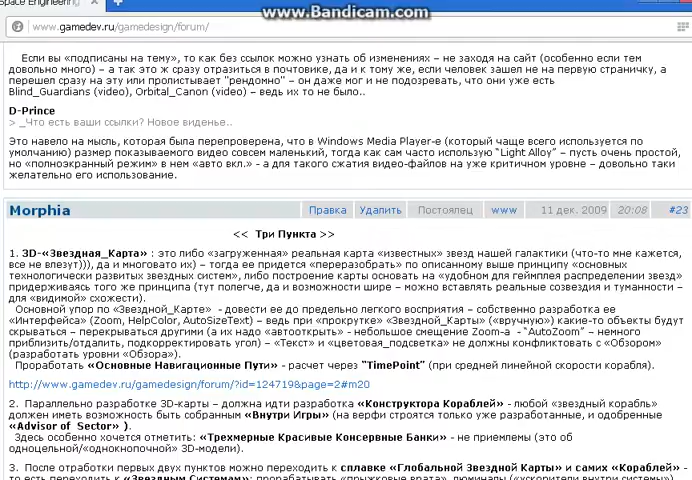 Space Engineering
www.Bandicam.com
www.gamedev.ru/gamedesign/forum/
Если вы «подписаны на тему», то как без ссылок можно узнать об изменениях – не заходя на сайт (особенно если тем
довольно много) – а так это ж сразу отразиться в почтовике, да и к тому же, если человек зашел не на первую страничку, а
перешел сразу на эту или пролистывает "рендомно" – он даже мог и не подозревать, что они уже есть
Blind_Guardians (video), Orbital_Canon (video) – ведь их то не было..
D-Prince
> _Что есть ваши ссылки? Новое виденье..
Это навело на мысль, которая была перепроверена, что в Windows Media Player-е (который чаще всего используется по
умолчанию) размер показываемого видео совсем маленький, тогда как сам часто использую "Light Alloy" – пусть очень простой,
но «полноэкранный режим» в нем «авто вкл.» - а для такого сжатия видео-файлов на уже критичном уровне – довольно таки
желательно его использование.
Morphia Правка | Удалить | Постоялец | www | 11 дек. 2009 | 20:08 | #23
<< Три Пункта >>
1. 3D-«Звездная_Карта» : это либо «загруженная» реальная карта «известных» звезд нашей галактики (что-то мне кажется,
все не влезут))), да и многовато их) – тогда ее придется «переразобрать» по описанному выше принципу «основных
технологически развитых звездных систем», либо построение карты основать на «удобном для геймплея распределении звезд»
придерживаясь того же принципа (тут полегче, да и возможности шире – можно вставлять реальные созвездия и туманности –
для «видимой» схожести).
Основной упор по «Звездной_Карте» - довести ее до предельно легкого восприятия – собственно разработка ее
«Интерфейса» (Zoom, HelpColor, AutoSizeText) – ведь при «прокрутке» «Звездной_Карты» («вручную») какие-то объекты будут
скрываться – перекрываться другими (а их надо «автооткрыть» - небольшое смещение Zoom-а - "AutoZoom" – немного
приблизить/отдалить, подкорректировать угол) – «Текст» и «цветовая_подсветка» не должны конфликтовать с «Обзором»
(разработать уровни «Обзора»).
Проработать «Основные Навигационные Пути» - расчет через "TimePoint" (при средней линейной скорости корабля).
http://www.gamedev.ru/gamedesign/forum/?id=124719&page=2#m20
2. Параллельно разработке 3D-карты – должна идти разработка «Конструктора Кораблей» - любой «звездный корабль»
должен иметь возможность быть собранным «Внутри Игры» (на верфи строятся только уже разработанные, и одобренные
«Advisor of Sector» ).
Здесь особенно хочется отметить: «Трехмерные Красивые Консервные Банки» - не приемлемы (это об
одноцельной/«однокнопочной» 3D-модели).
3. После отработки первых двух пунктов можно переходить к сплавке «Глобальной Звездной Карты» и самих «Кораблей» -
то есть переходить к «Звездным Системам»: прорабатывать «прыжковые врата», люминалы («ускорители внутри системы»)